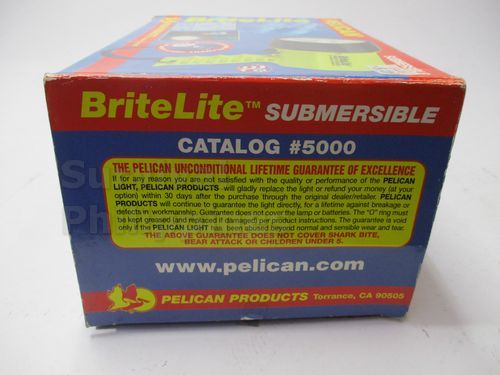 BriteLite
PELICAN
BriteLite™ SUBMERSIBLE
CATALOG #5000
THE PELICAN UNCONDITIONAL LIFETIME GUARANTEE OF EXCELLENCE
If for any reason you are not satisfied with the quality or performance of the PELICAN
LIGHT, PELICAN PRODUCTS will gladly replace the light or refund your money (at your
option) within 30 days after the purchase through the original dealer/retailer. PELICAN
PRODUCTS will continue to guarantee the light directly, for a lifetime against breakage or
defects in workmanship. Guarantee does not cover the lamp or batteries. The "O" ring must
be kept greased (and replaced if damaged) per product instructions. The guarantee is void
only if the PELICAN LIGHT has been abused beyond normal and sensible wear and tear.
THE ABOVE GUARANTEE DOES NOT COVER SHARK BITE,
BEAR ATTACK OR CHILDREN UNDER 5.
www.pelican.com
PELICAN PRODUCTS Torrance, CA 90505